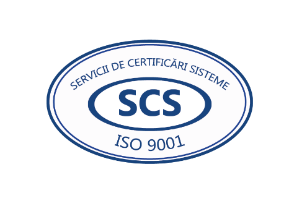 SERVICII DE CERTIFICĂRI SISTEME
SCS
ISO 9001